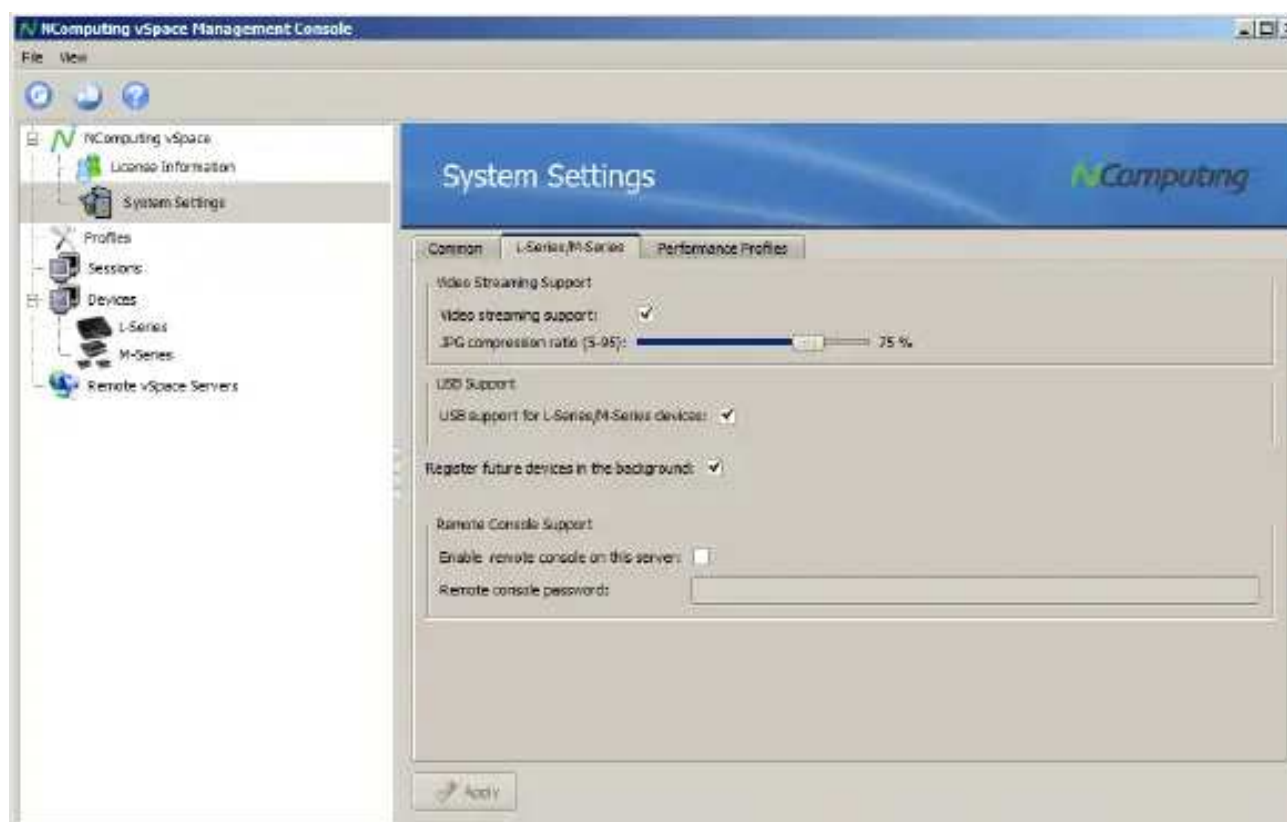 NComputing vSpace Management Console
File View
NComputing vSpace
License Information
System Settings
Profiles
Sessions
Devices
L-Series
M-Series
Remote vSpace Servers
System Settings
NComputing
Common L-Series/M-Series Performance Profiles
Video Streaming Support
Video streaming support:
JPG compression ratio (5-95): 75 %
USB Support
USB support for L-Series/M-Series devices:
Register future devices in the background:
Remote Console Support
Enable remote console on this server:
Remote console password:
Apply